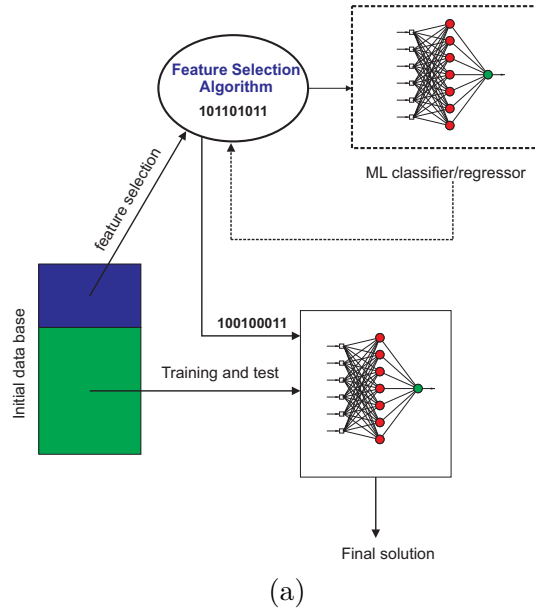 Feature Selection
Algorithm
101101011
ML classifier/regressor
feature selection
Initial data base
100100011
Training and test
Final solution
(a)